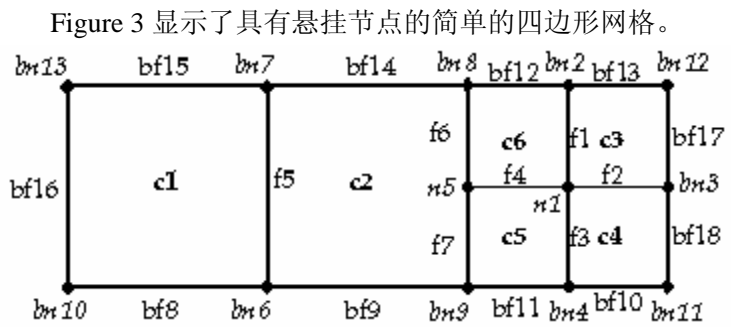 Figure 3 显示了具有悬挂节点的简单的四边形网格。
bn13 bf15 bn7 bf14 bn8 bf12 bn2 bf13 bn12
f6 c6 f1 c3 bf17
bf16 c1 f5 c2 n5 f4 f2 bn3
n1
f7 c5 f3 c4 bf18
bn10 bf8 bn6 bf9 bn9 bf11 bn4 bf10 bn11